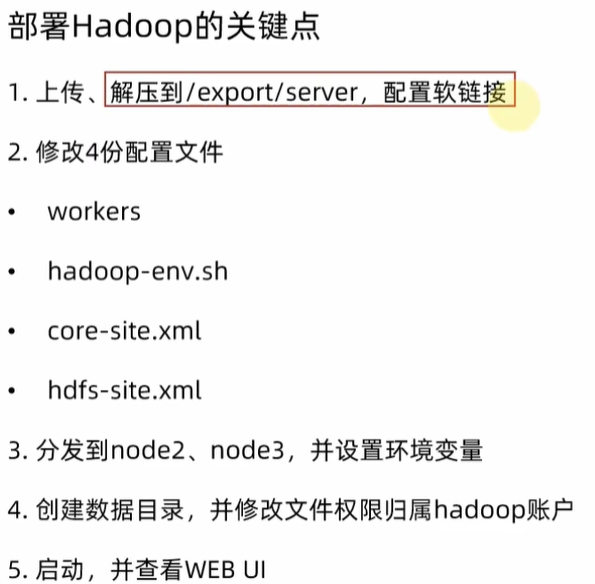 部署Hadoop的关键点
1. 上传、解压到/export/server，配置软链接
2. 修改4份配置文件
• workers
• hadoop-env.sh
• core-site.xml
• hdfs-site.xml
3. 分发到node2、node3，并设置环境变量
4. 创建数据目录，并修改文件权限归属hadoop账户
5. 启动，并查看WEB UI